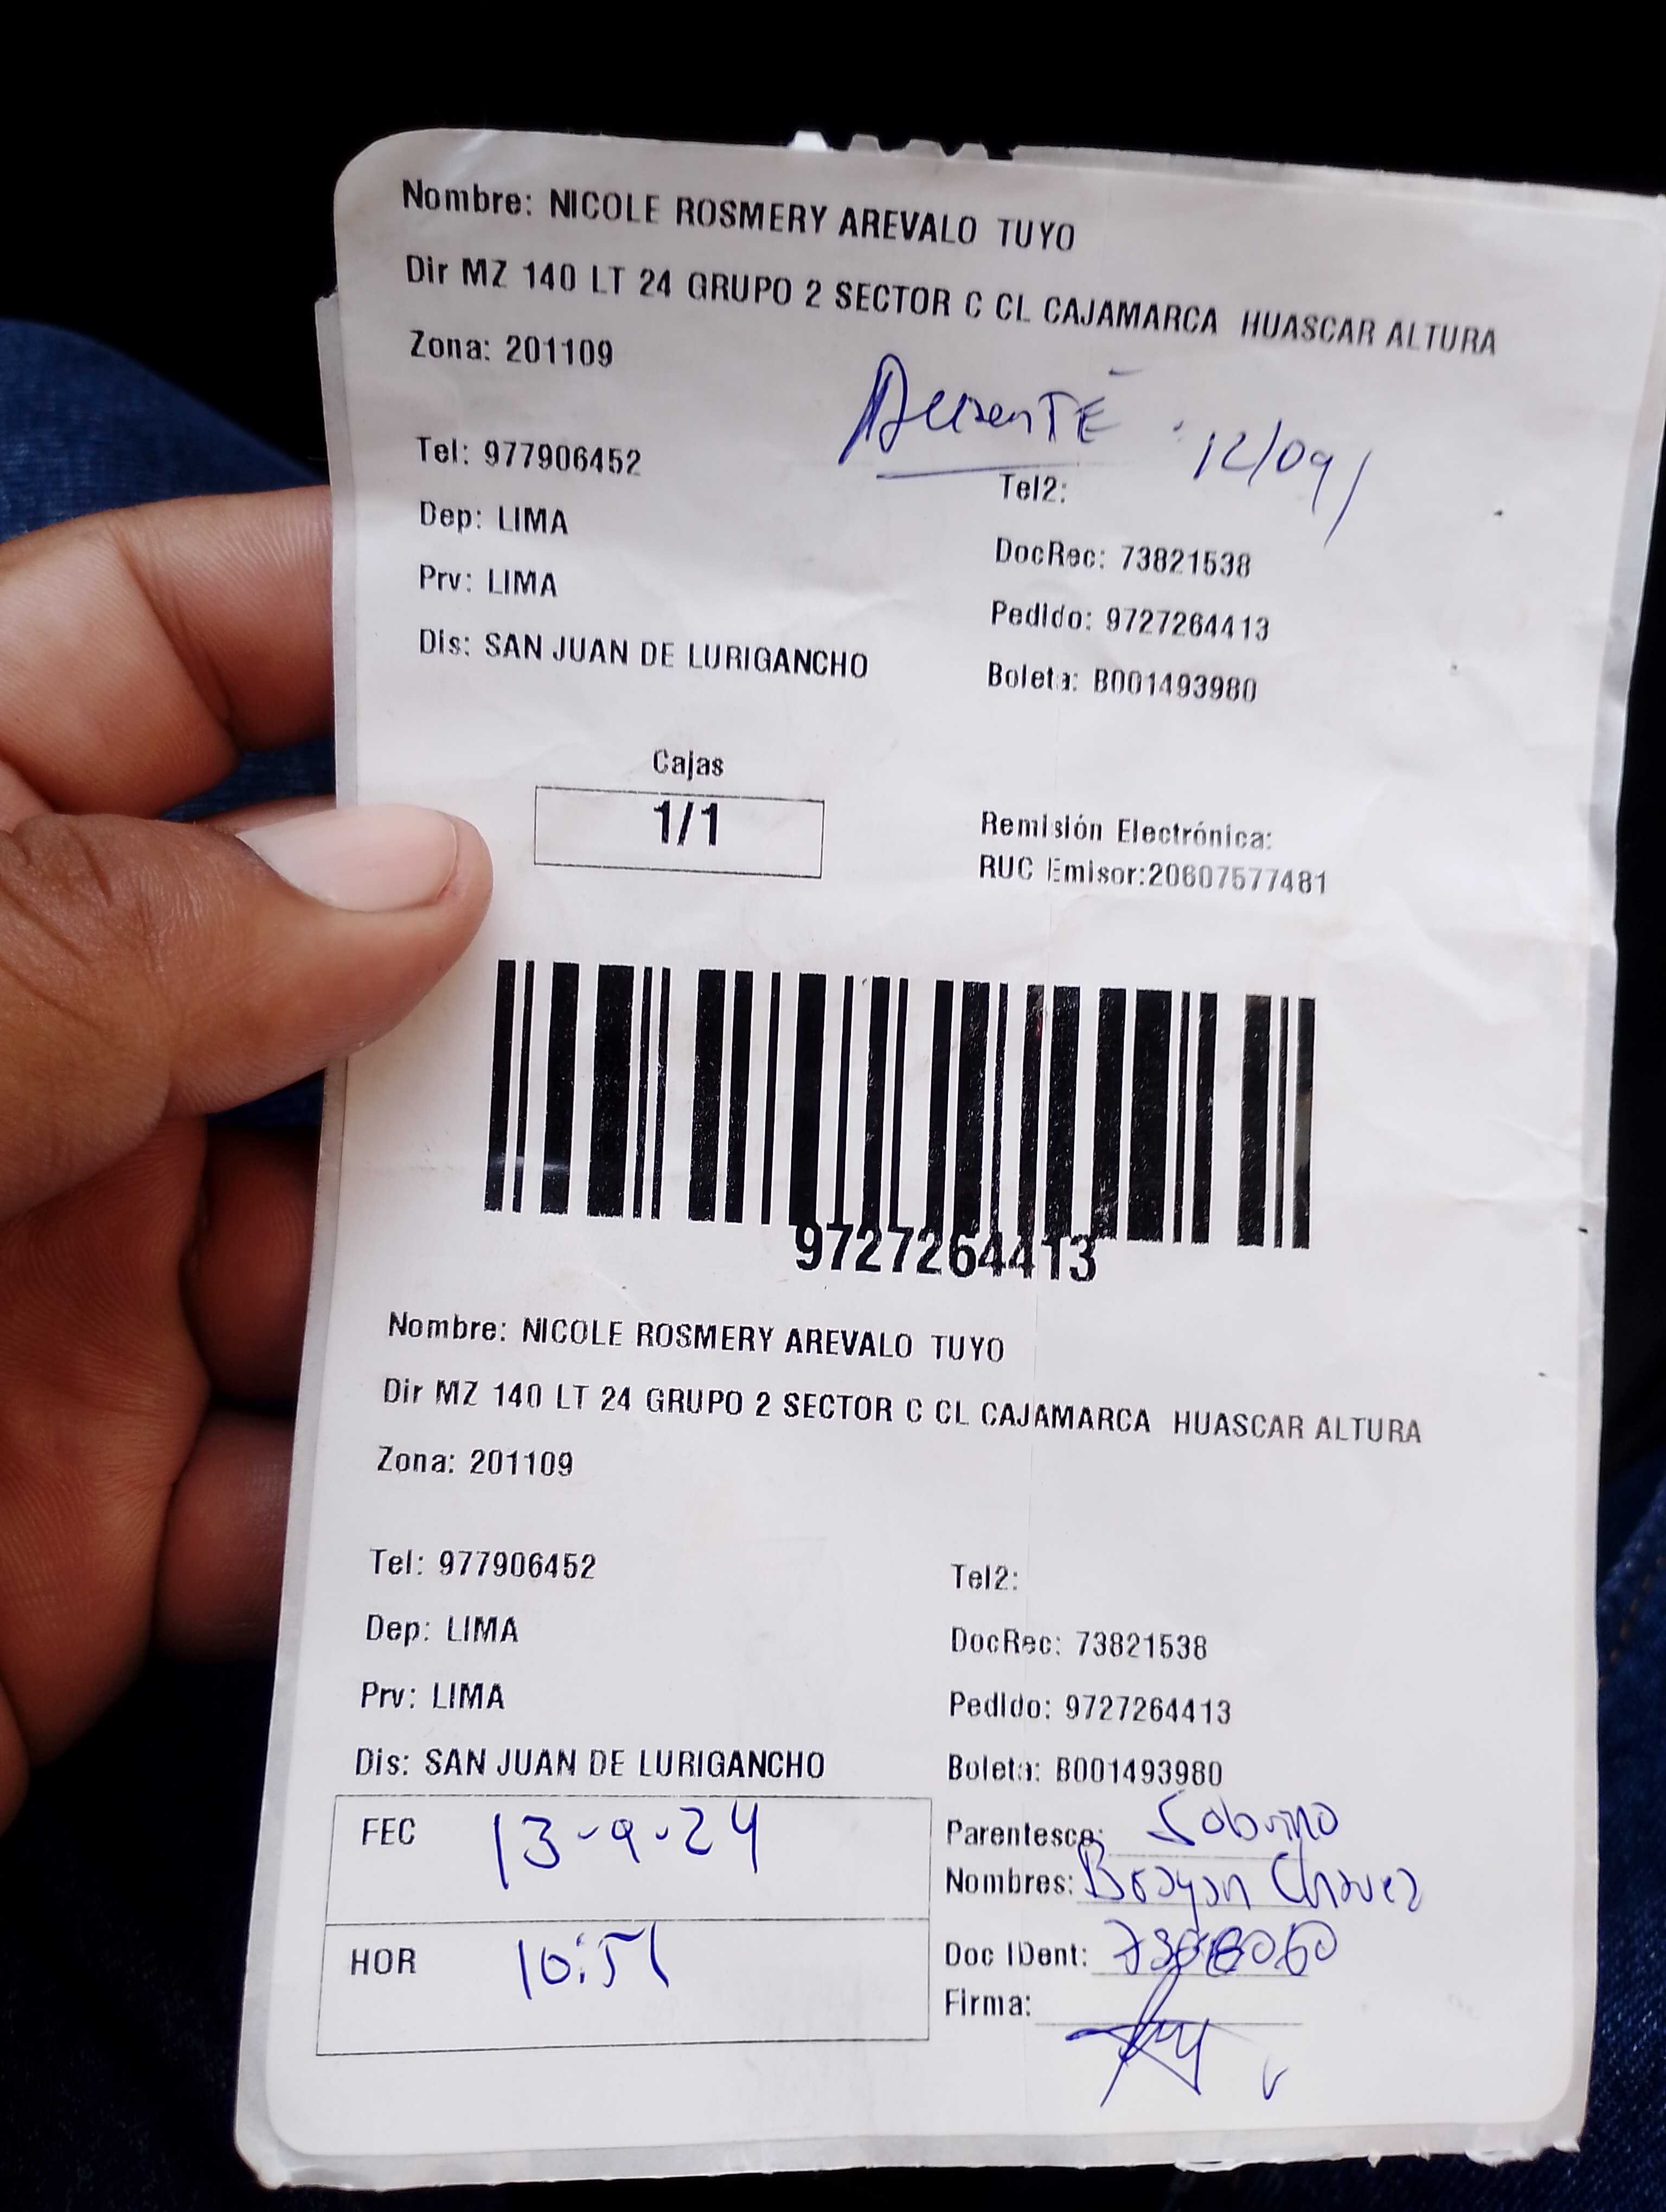 Nombre: NICOLE ROSMERY AREVALO TUYO
Dir MZ 140 LT 24 GRUPO 2 SECTOR C CL CAJAMARCA HUASCAR ALTURA
Zona: 201109
AusenTE 12/09/
Tel: 977906452
Tel2:
Dep: LIMA
DocRec: 73821538
Prv: LIMA
Pedido: 9727264413
Dis: SAN JUAN DE LURIGANCHO
Boleta: B001493980
Cajas
1/1
Remisión Electrónica:
RUC Emisor:20607577481
9727264413
Nombre: NICOLE ROSMERY AREVALO TUYO
Dir MZ 140 LT 24 GRUPO 2 SECTOR C CL CAJAMARCA HUASCAR ALTURA
Zona: 201109
Tel: 977906452
Tel2:
Dep: LIMA
DocRec: 73821538
Prv: LIMA
Pedido: 9727264413
Dis: SAN JUAN DE LURIGANCHO
Boleta: B001493980
FEC 13-9-24
Parentesco: Sobrino
Nombres: Brayan Chavez
HOR 10:51
Doc IDent:
Firma: